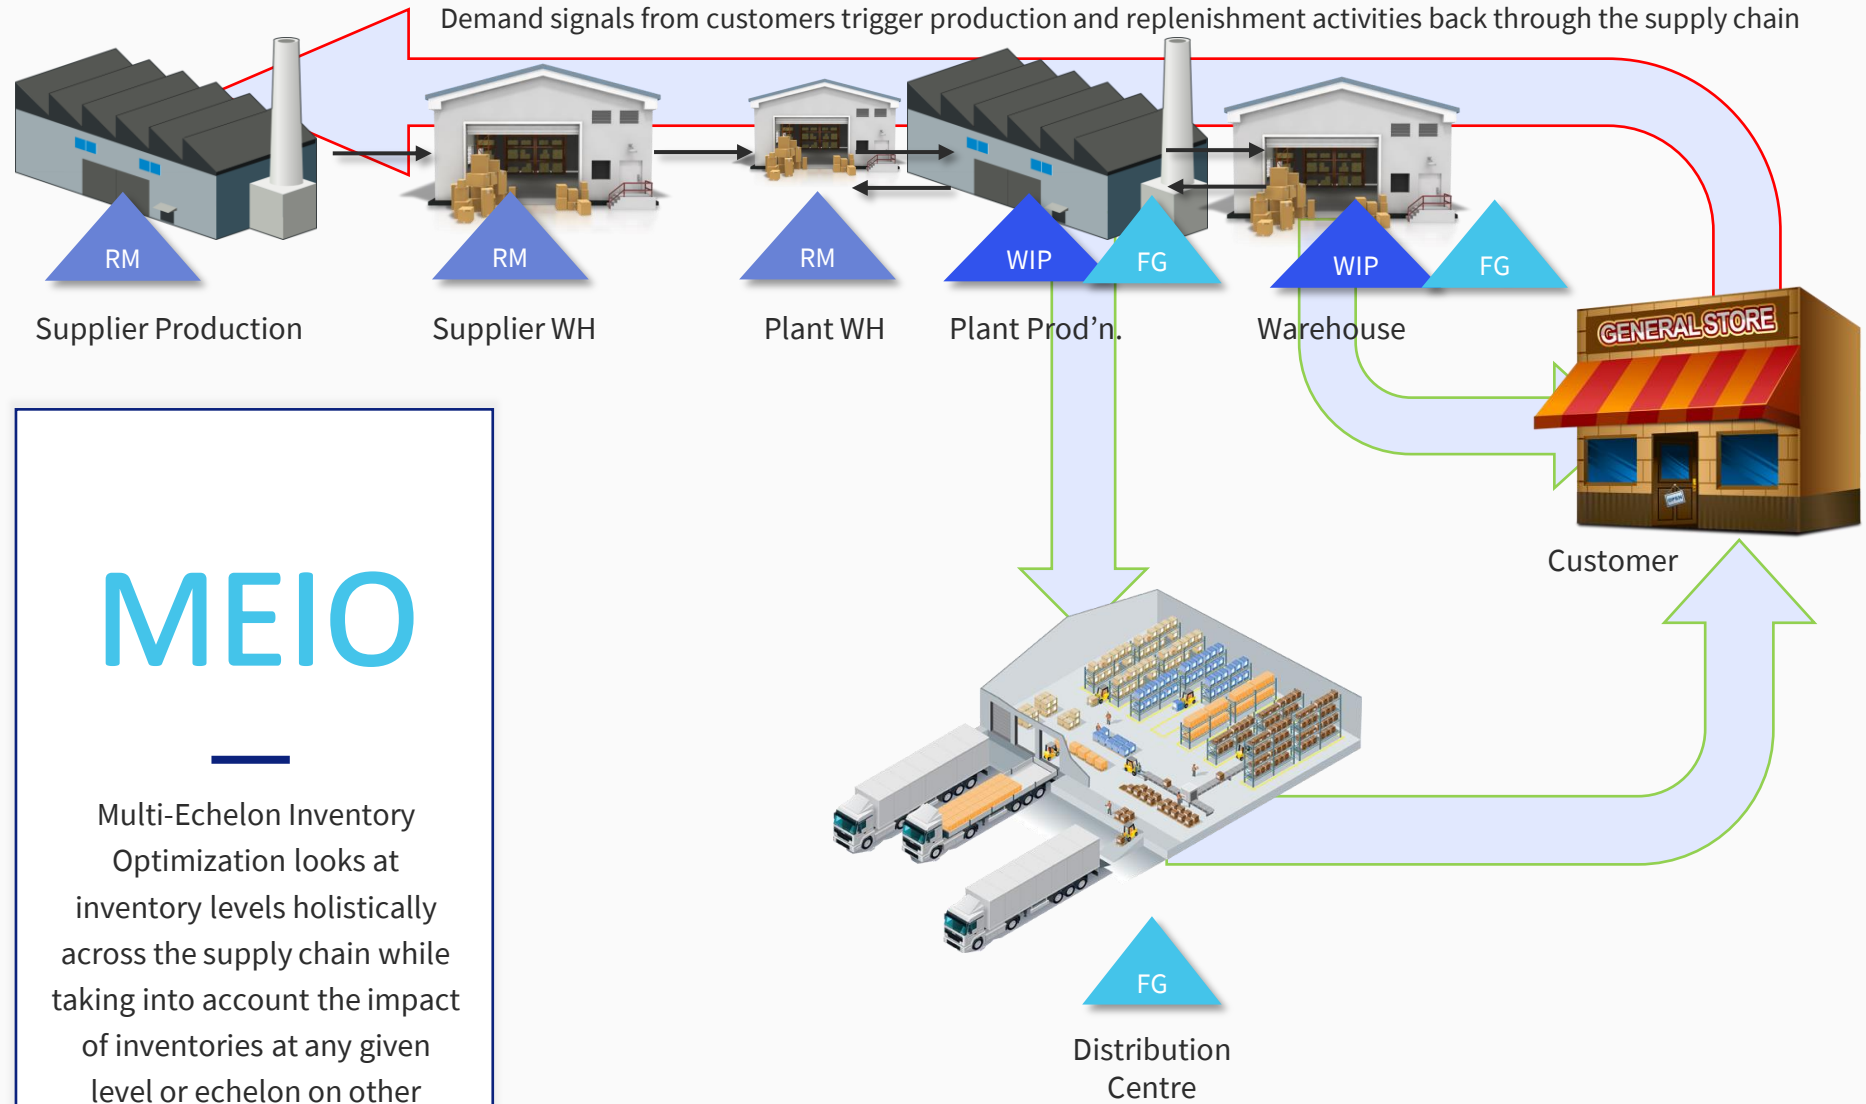 Demand signals from customers trigger production and replenishment activities back through the supply chain
RM
RM
RM
WIP
FG
WIP
FG
Supplier Production
Supplier WH
Plant WH
Plant Prod’n.
Warehouse
GENERAL STORE
OPEN
Customer
MEIO
Multi-Echelon Inventory
Optimization looks at
inventory levels holistically
across the supply chain while
taking into account the impact
of inventories at any given
level or echelon on other
FG
Distribution
Centre